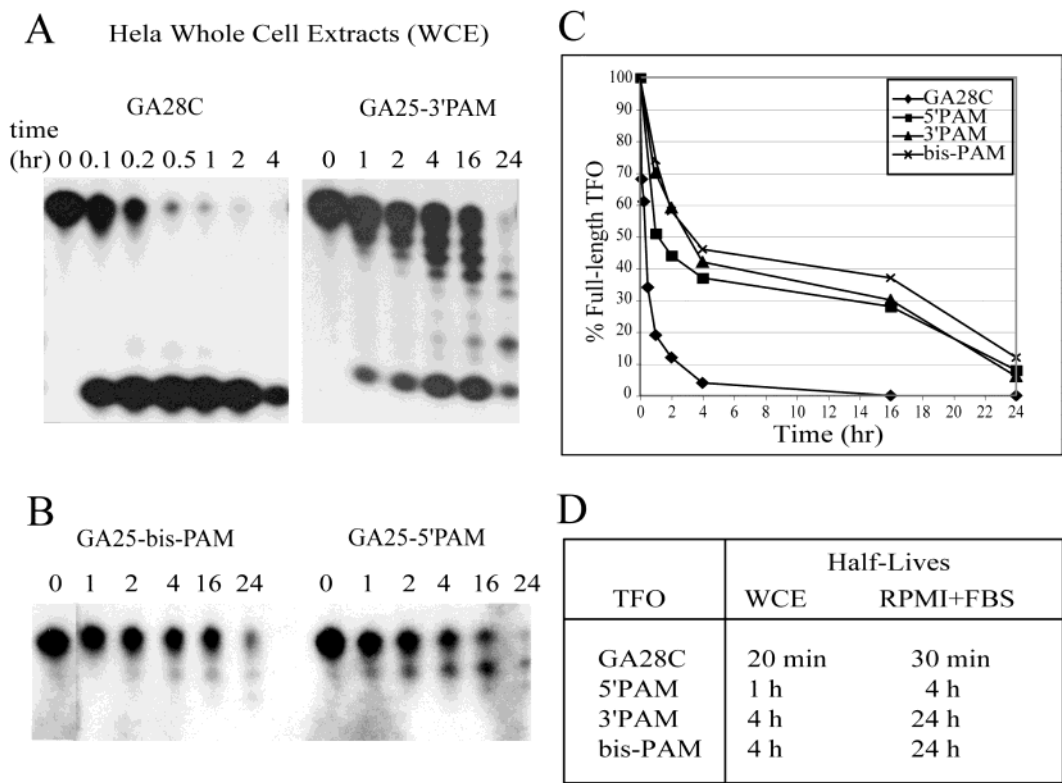 A
Hela Whole Cell Extracts (WCE)
GA28C
GA25-3'PAM
time
(hr) 0 0.1 0.2 0.5 1 2 4
0 1 2 4 16 24
B
GA25-bis-PAM
GA25-5'PAM
0 1 2 4 16 24
0 1 2 4 16 24
C
% Full-length TFO
100
90
80
70
60
50
40
30
20
10
0
0 2 4 6 8 10 12 14 16 18 20 22 24
Time (hr)
GA28C
5'PAM
3'PAM
bis-PAM
D
Half-Lives
TFO WCE RPMI+FBS
GA28C 20 min 30 min
5'PAM 1 h 4 h
3'PAM 4 h 24 h
bis-PAM 4 h 24 h